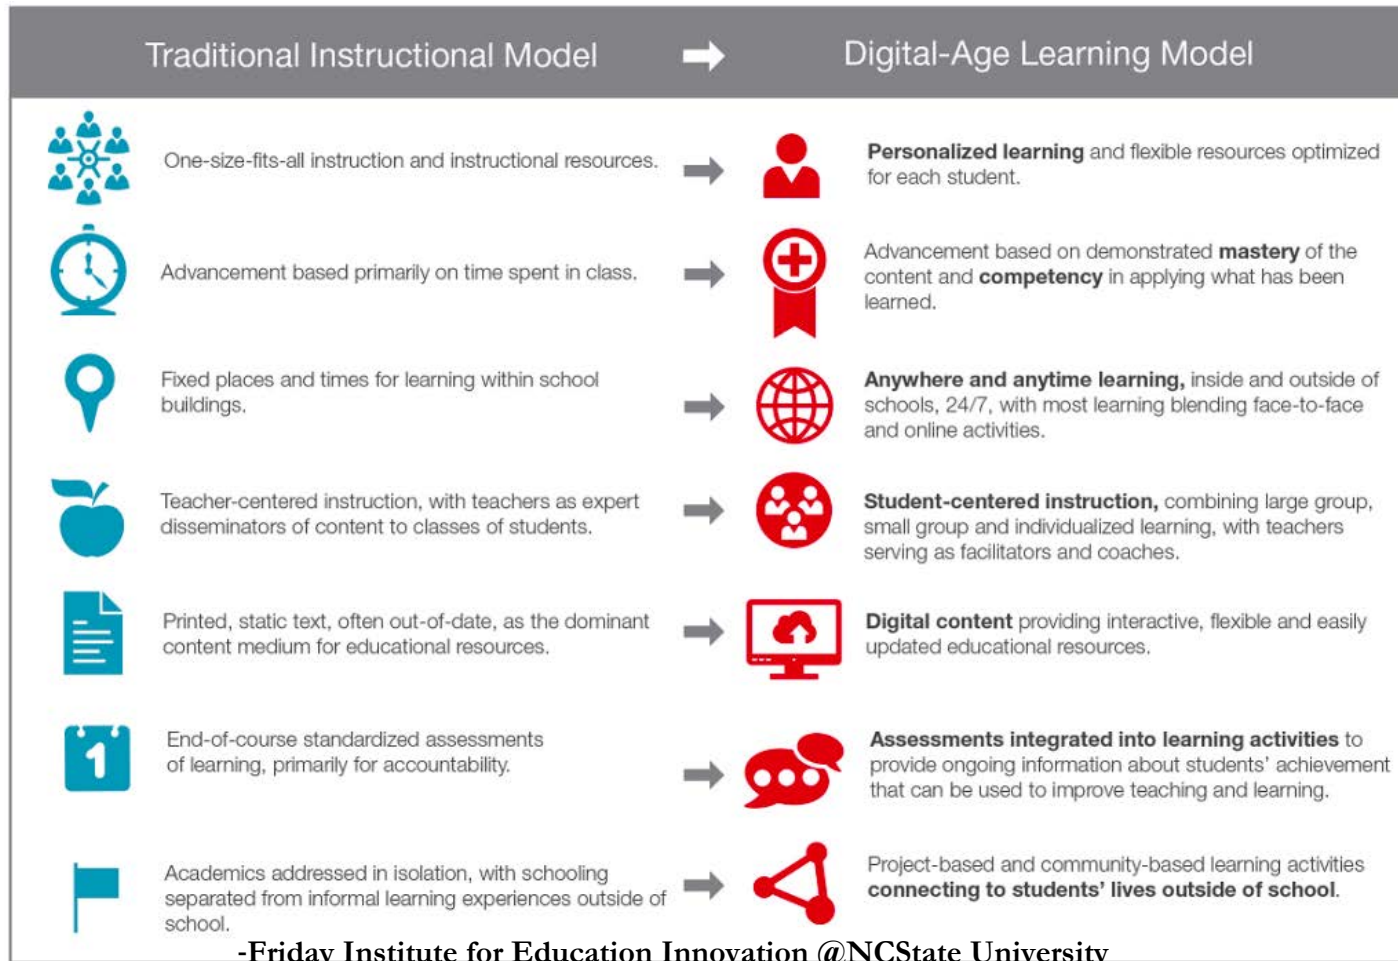 Traditional Instructional Model
Digital-Age Learning Model
One-size-fits-all instruction and instructional resources.
Personalized learning and flexible resources optimized
for each student.
Advancement based primarily on time spent in class.
Advancement based on demonstrated mastery of the
content and competency in applying what has been
learned.
Fixed places and times for learning within school
buildings.
Anywhere and anytime learning, inside and outside of
schools, 24/7, with most learning blending face-to-face
and online activities.
Teacher-centered instruction, with teachers as expert
disseminators of content to classes of students.
Student-centered instruction, combining large group,
small group and individualized learning, with teachers
serving as facilitators and coaches.
Printed, static text, often out-of-date, as the dominant
content medium for educational resources.
Digital content providing interactive, flexible and easily
updated educational resources.
1
End-of-course standardized assessments
of learning, primarily for accountability.
Assessments integrated into learning activities to
provide ongoing information about students' achievement
that can be used to improve teaching and learning.
Academics addressed in isolation, with schooling
separated from informal learning experiences outside of
school.
Project-based and community-based learning activities
connecting to students' lives outside of school.
-Friday Institute for Education Innovation @NCState University